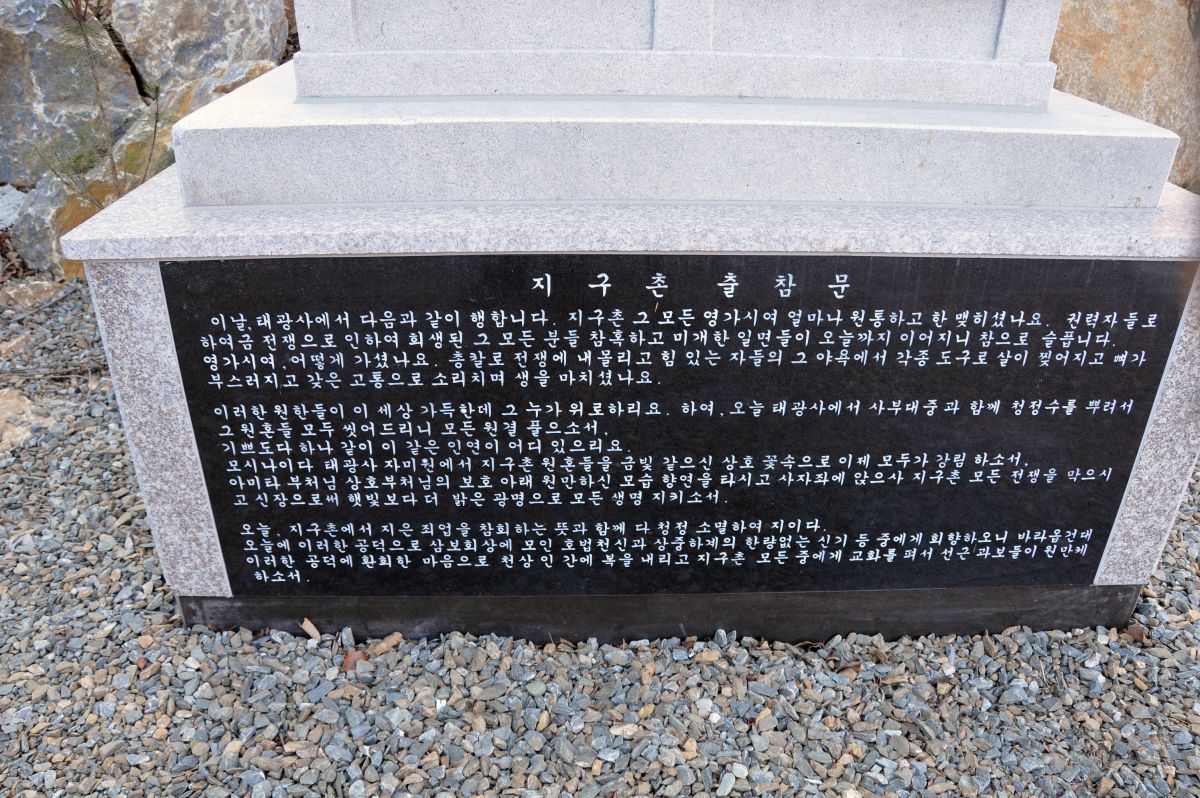 지구촌 출참문
이날, 태광사에서 다음과 같이 행합니다. 지구촌 그 모든 영가시여 얼마나 원통하고 한 맺히셨나요. 권력자 들로
하여금 전쟁으로 인하여 희생된 그 모든 분들 참혹하고 미개한 일면들이 오늘까지 이어지니 참으로 슬픕니다.
영가시여, 어떻게 가셨나요. 총칼로 전쟁에 내몰리고 힘 있는 자들의 그 야욕에서 각종 도구로 살이 찢어지고 뼈가
부스러지고 갖은 고통으로 소리치며 생을 마치셨나요.
이러한 원한들이 이 세상 가득한데 그 누가 위로하리요. 하여, 오늘 태광사에서 사부대중과 함께 청정수를 뿌려서
그 원혼들 모두 씻어드리니 모든 원결 풀으소서.
기쁘도다 하나 같이 이 같은 인연이 어디 있으리요.
모시나이다 태광사 자미원에서 지구촌 원혼들을 금빛 같으신 상호 꽃속으로 이제 모두가 강림 하소서.
아미타 부처님 상호부처님의 보호 아래 원만하신 모습 향연을 타시고 사자좌에 앉으사 지구촌 모든 전쟁을 막으시
고 신장으로써 햇빛보다 더 밝은 광명으로 모든 생명 지키소서.
오늘, 지구촌에서 지은 죄업을 참회하는 뜻과 함께 다 청정 소멸하여 지이다.
오늘에 이러한 공덕으로 삼보회상에 모인 호법천신과 상중하계의 한량없는 신기 등 중에게 회향하오니 바라옵건대
이러한 공덕에 환희한 마음으로 천상 인간에 복을 내리고 지구촌 모든 중에게 교화를 펴서 선근 과보들이 원만케
하소서.